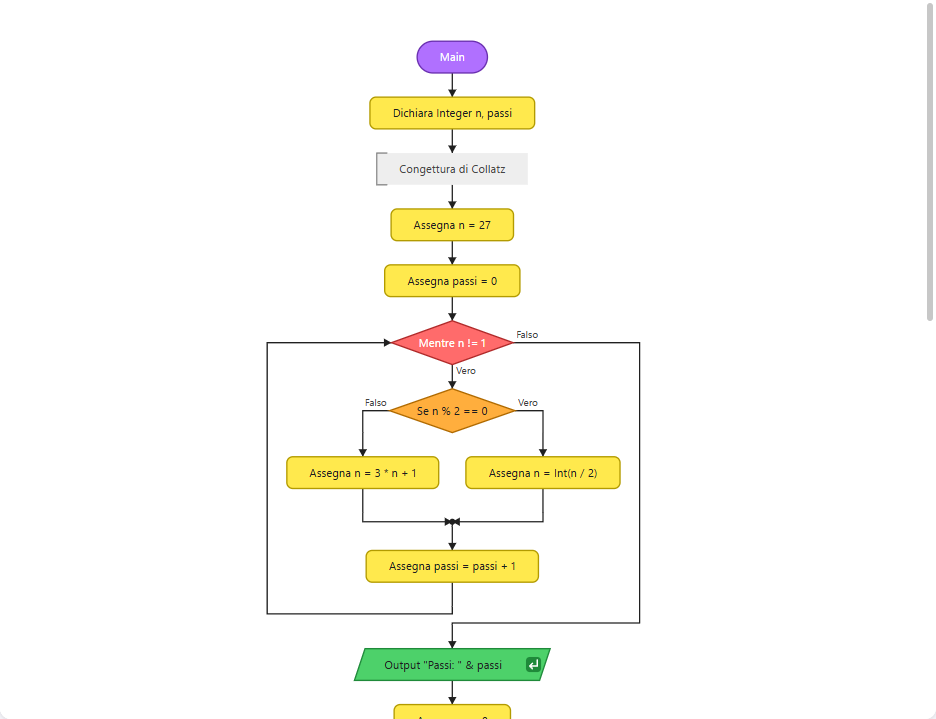 Main
Dichiara Integer n, passi
Congettura di Collatz
Assegna n = 27
Assegna passi = 0
Mentre n != 1
Falso
Vero
Se n % 2 == 0
Falso
Vero
Assegna n = 3 * n + 1
Assegna n = Int(n / 2)
Assegna passi = passi + 1
Output "Passi: " & passi